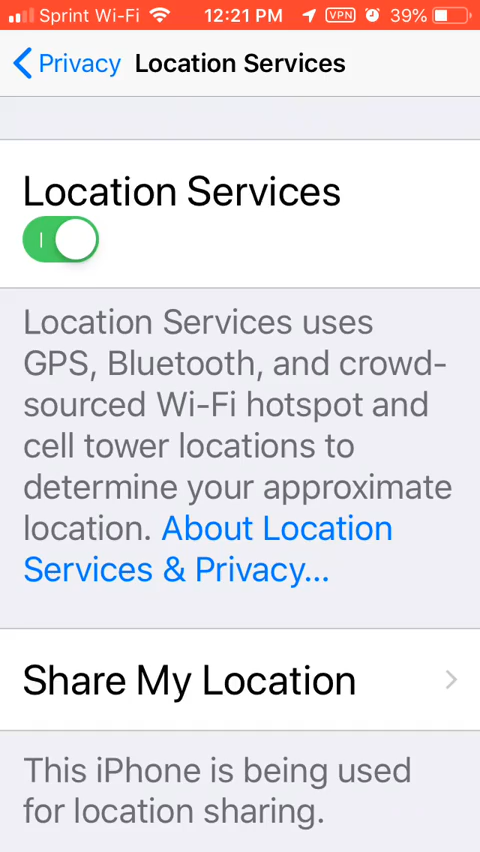 Sprint Wi-Fi 12:21 PM VPN 39%
Privacy Location Services
Location Services
Location Services uses
GPS, Bluetooth, and crowd-
sourced Wi-Fi hotspot and
cell tower locations to
determine your approximate
location. About Location
Services & Privacy...
Share My Location
This iPhone is being used
for location sharing.